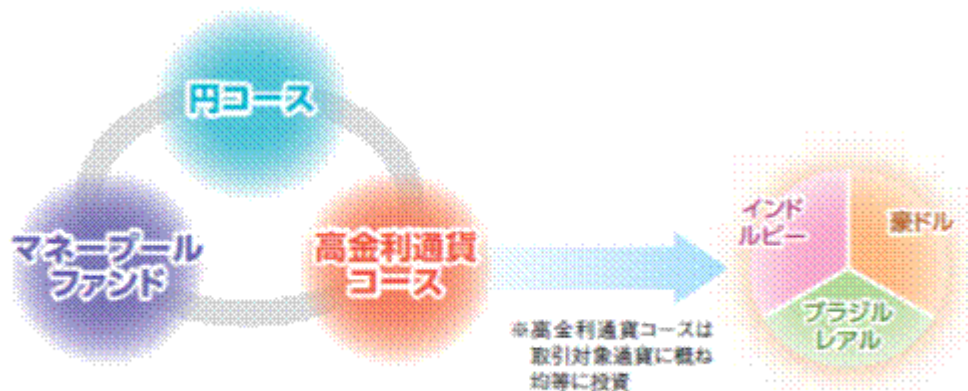 円コース
マネープール
ファンド
高金利通貨
コース
インド
ルピー
豪ドル
ブラジル
レアル
※高金利通貨コースは
取引対象通貨に概ね
均等に投資